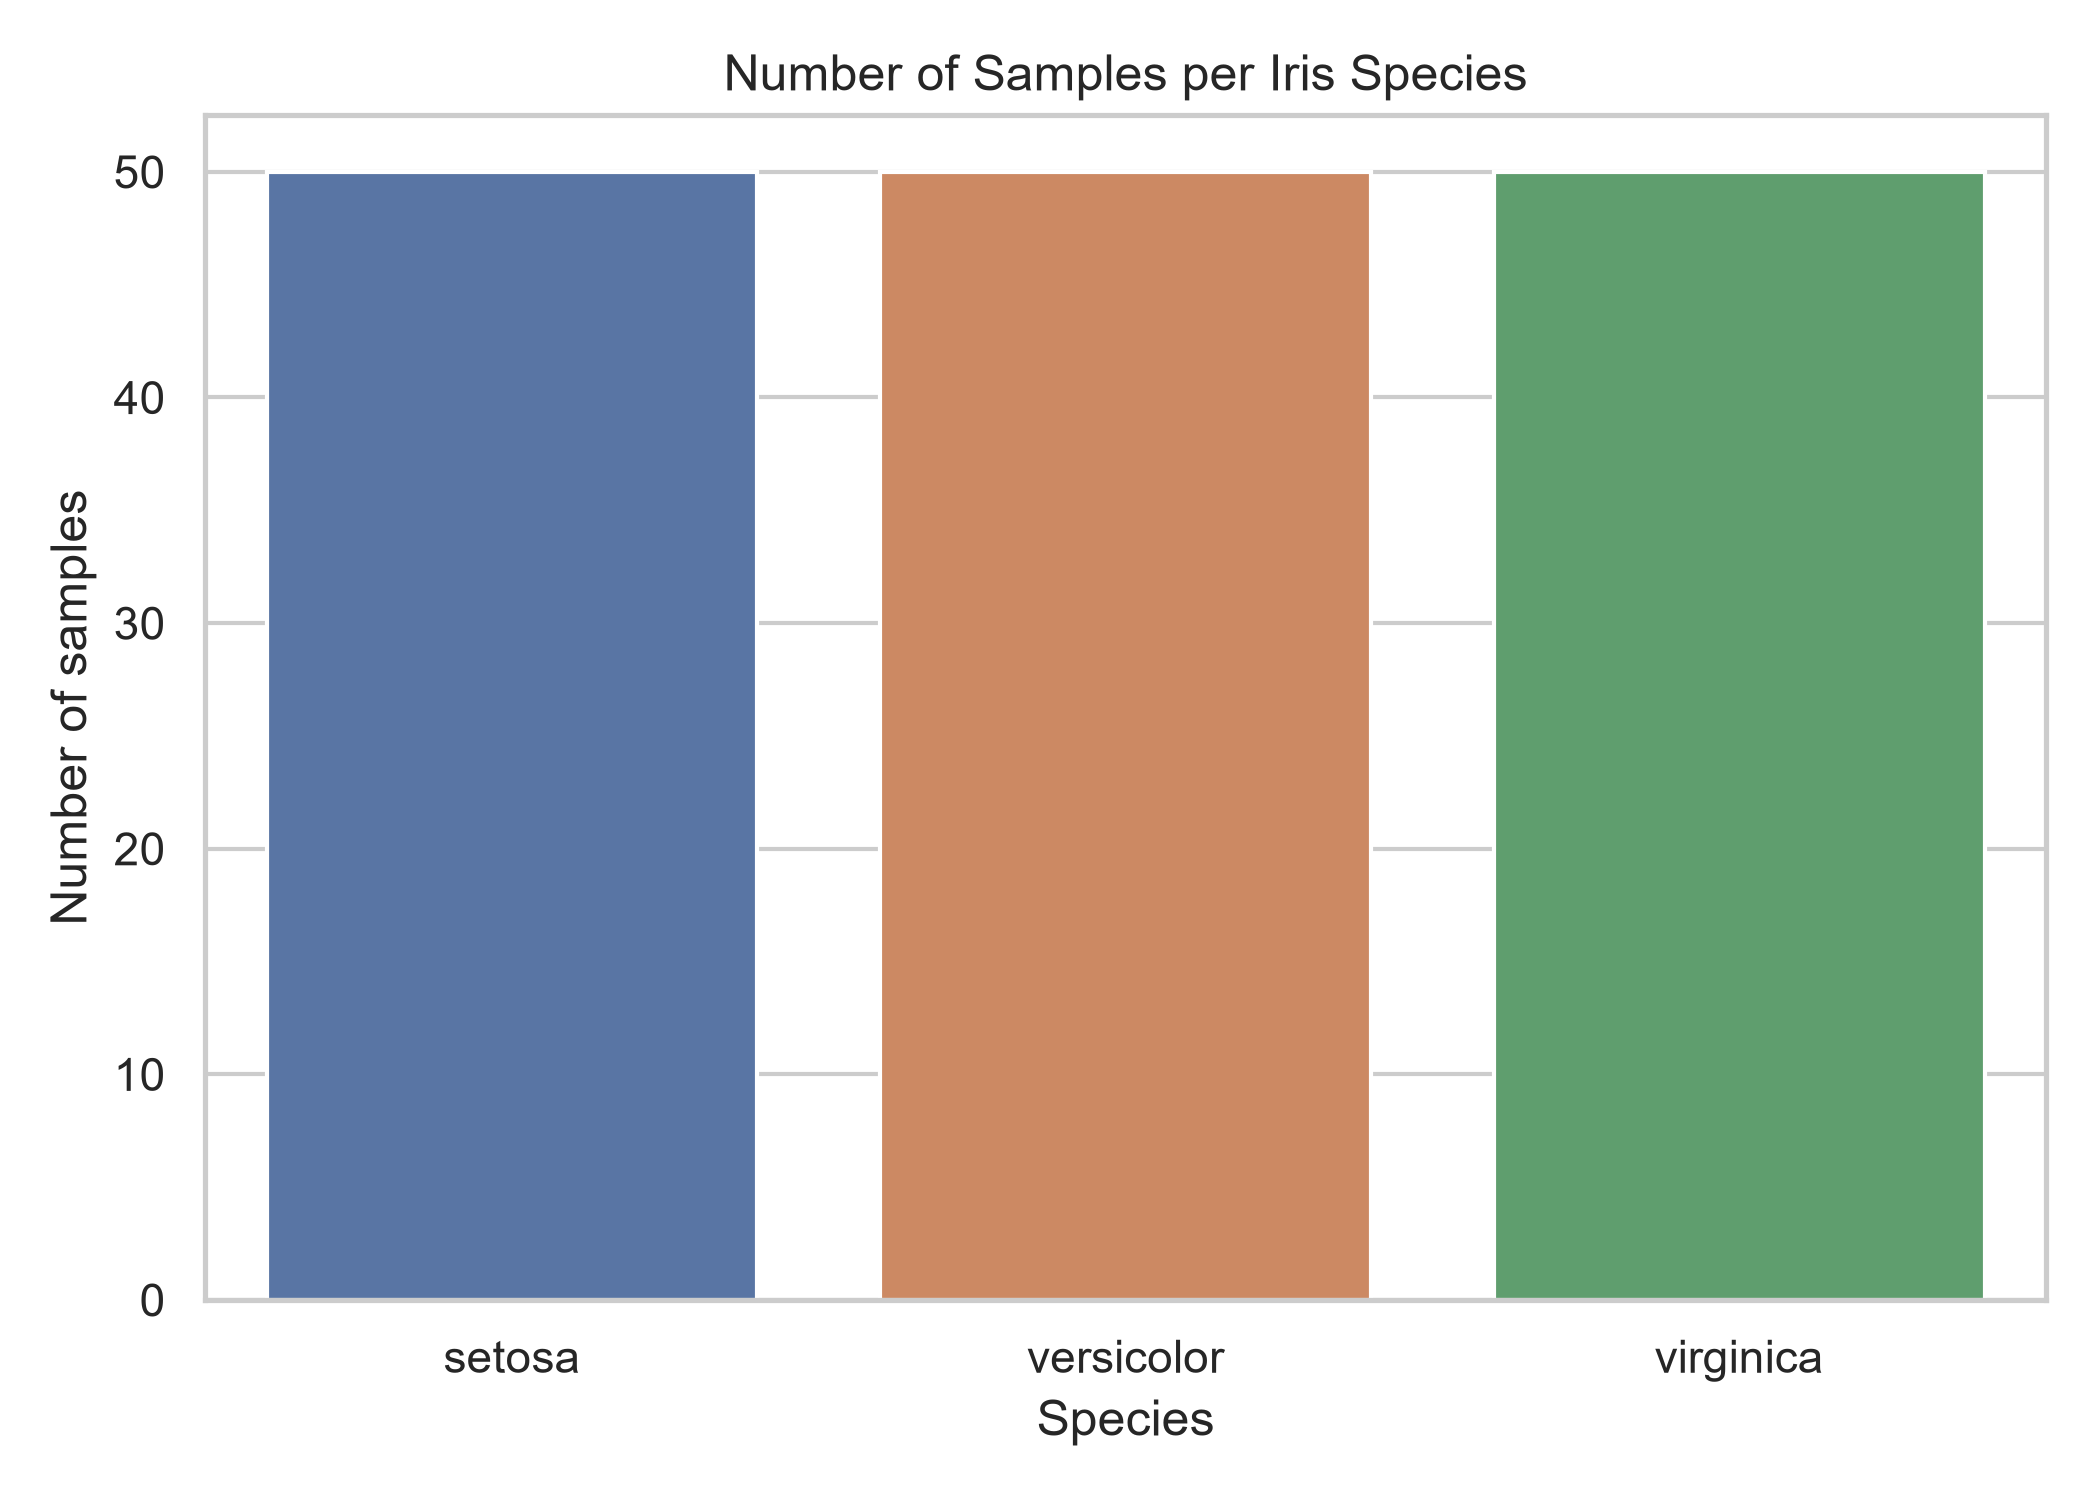 Number of Samples per Iris Species
50
40
30
20
10
0
Number of samples
setosa
versicolor
virginica
Species